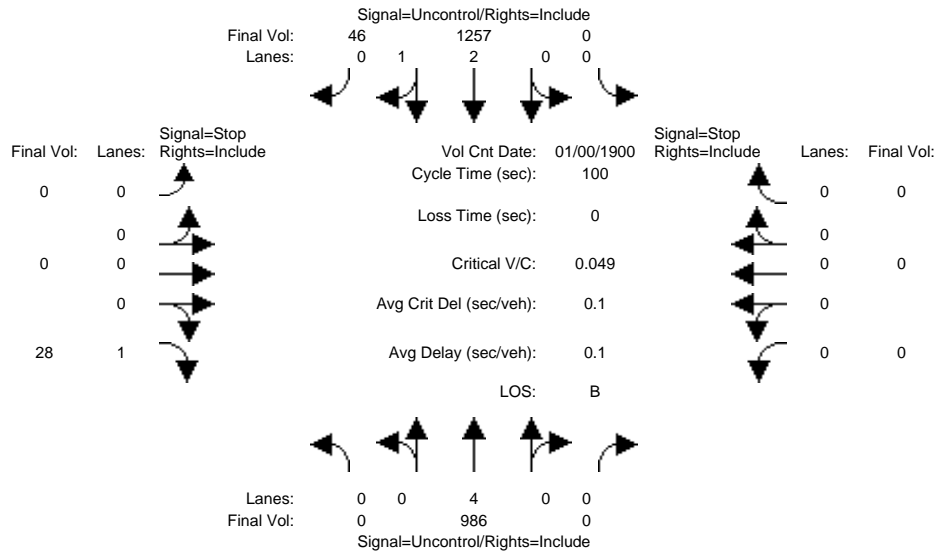 Signal=Uncontrol/Rights=Include
Final Vol: 46 1257 0
Lanes: 0 1 2 0 0
Signal=Stop Signal=Stop
Final Vol: Lanes: Rights=Include Vol Cnt Date: 01/00/1900 Rights=Include Lanes: Final Vol:
Cycle Time (sec): 100
0 0 0 0
Loss Time (sec): 0
0 0
0 0 Critical V/C: 0.049 0 0
0 Avg Crit Del (sec/veh): 0.1 0
28 1 Avg Delay (sec/veh): 0.1 0 0
LOS: B
Lanes: 0 0 4 0 0
Final Vol: 0 986 0
Signal=Uncontrol/Rights=Include